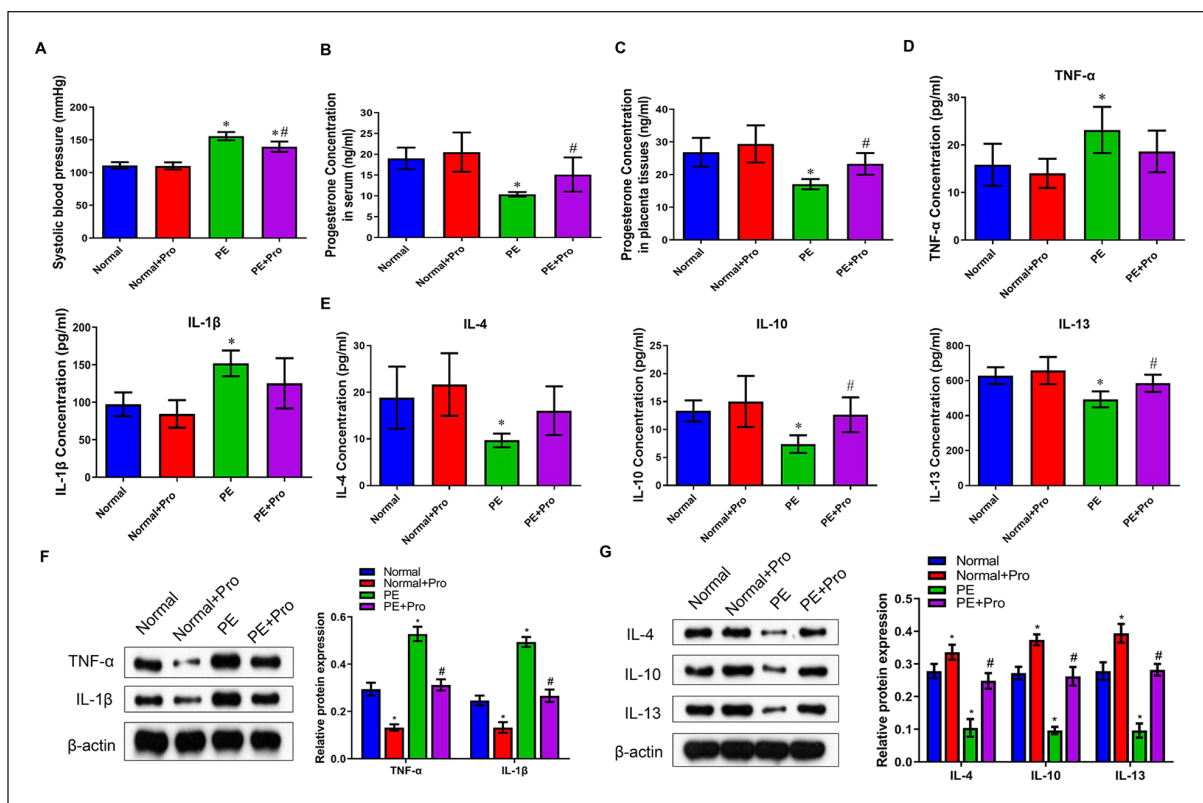 A
Systolic blood pressure (mmHg)
200
150
100
50
0
*
*#
Normal
Normal+Pro
PE
PE+Pro
B
Progesterone Concentration
in serum (ng/ml)
30
25
20
15
10
5
0
*
#
Normal
Normal+Pro
PE
PE+Pro
C
Progesterone Concentration
in placenta tissues (ng/ml)
50
40
30
20
10
0
*
#
Normal
Normal+Pro
PE
PE+Pro
D
TNF-α
TNF-α Concentration (pg/ml)
30
20
10
0
*
Normal
Normal+Pro
PE
PE+Pro
IL-1β
IL-1β Concentration (pg/ml)
200
150
100
50
0
*
Normal
Normal+Pro
PE
PE+Pro
E
IL-4
IL-4 Concentration (pg/ml)
30
20
10
0
*
Normal
Normal+Pro
PE
PE+Pro
IL-10
IL-10 Concentration (pg/ml)
25
20
15
10
5
0
*
#
Normal
Normal+Pro
PE
PE+Pro
IL-13
IL-13 Concentration (pg/ml)
800
600
400
200
0
*
#
Normal
Normal+Pro
PE
PE+Pro
F
Normal
Normal+Pro
PE
PE+Pro
TNF-α
IL-1β
β-actin
Normal
Normal+Pro
PE
PE+Pro
Relative protein expression
0.6
0.4
0.2
0.0
*
*
#
*
*
#
TNF-α
IL-1β
G
Normal
Normal+Pro
PE
PE+Pro
IL-4
IL-10
IL-13
β-actin
Normal
Normal+Pro
PE
PE+Pro
Relative protein expression
0.5
0.4
0.3
0.2
0.1
0.0
*
*
#
*
*
#
*
*
#
IL-4
IL-10
IL-13